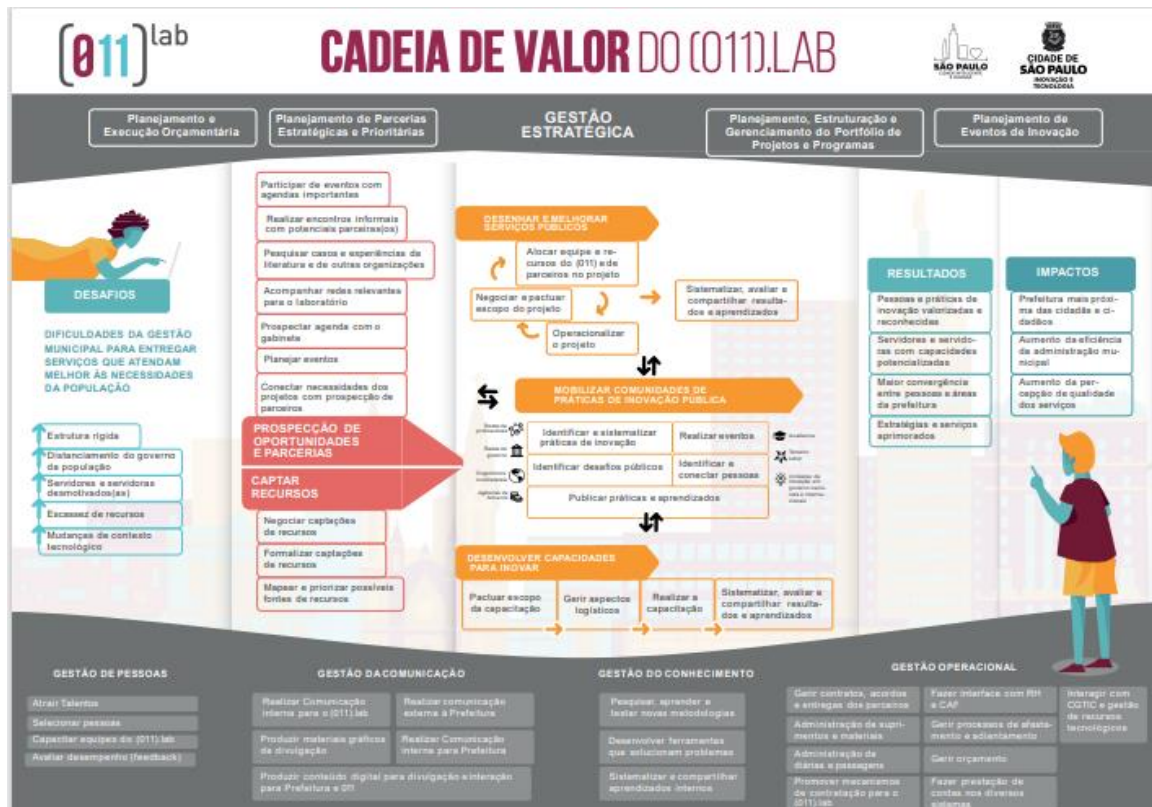 (011)lab
CADEIA DE VALOR DO (011).LAB
SÃO PAULO
CIDADE DE
SÃO PAULO
INOVAÇÃO E
TECNOLOGIA
Planejamento e
Execução Orçamentária
Planejamento de Parcerias
Estratégicas e Prioritárias
GESTÃO
ESTRATÉGICA
Planejamento, Estruturação e
Gerenciamento do Portfólio de
Projetos e Programas
Planejamento de
Eventos de Inovação
DESAFIOS
DIFICULDADES DA GESTÃO
MUNICIPAL PARA ENTREGAR
SERVIÇOS QUE ATENDAM
MELHOR ÀS NECESSIDADES
DA POPULAÇÃO
Estrutura rígida
Distanciamento do governo
da população
Servidores e servidoras
desmotivados(as)
Escassez de recursos
Mudanças de contexto
tecnológico
Participar de eventos com
agendas importantes
Realizar encontros informais
com potenciais parceiras(os)
Pesquisar casos e experiências da
literatura e de outras organizações
Acompanhar redes relevantes
para o laboratório
Prospectar agenda com o
gabinete
Planejar eventos
Conectar necessidades dos
projetos com prospecção de
parceiros
PROSPECÇÃO DE
OPORTUNIDADES
E PARCERIAS
CAPTAR
RECURSOS
Negociar captações
de recursos
Formalizar captações
de recursos
Mapear e priorizar possíveis
fontes de recursos
DESENHAR E MELHORAR
SERVIÇOS PÚBLICOS
Alocar equipe e re-
cursos do (011) e de
parceiros no projeto
Negociar e pactuar
escopo do projeto
Operacionalizar
o projeto
Sistematizar, avaliar e
compartilhar resulta-
dos e aprendizados
MOBILIZAR COMUNIDADES DE
PRÁTICAS DE INOVAÇÃO PÚBLICA
Identificar e sistematizar
práticas de inovação
Realizar eventos
Identificar desafios públicos
Identificar e
conectar pessoas
Publicar práticas e aprendizados
DESENVOLVER CAPACIDADES
PARA INOVAR
Pactuar escopo
da capacitação
Gerir aspectos
logísticos
Realizar a
capacitação
Sistematizar, avaliar e
compartilhar resulta-
dos e aprendizados
RESULTADOS
Pessoas e práticas de
inovação valorizadas e
reconhecidas
Servidores e servido-
ras com capacidades
potencializadas
Maior convergência
entre pessoas e áreas da
prefeitura
Estratégias e serviços
aprimorados
IMPACTOS
Prefeitura mais próxi-
ma das cidadãs e ci-
dadãos
Aumento da eficiência
da administração mu-
nicipal
Aumento da per-
cepção de qualidade
dos serviços
GESTÃO DE PESSOAS
Atrair Talentos
Selecionar pessoas
Capacitar equipes do (011).lab
Avaliar desempenho (feedback)
GESTÃO DA COMUNICAÇÃO
Realizar Comunicação
interna para o (011).lab
Realizar comunicação
externa à Prefeitura
Produzir materiais gráficos
de divulgação
Realizar Comunicação
interna para Prefeitura
Produzir conteúdo digital para divulgação e interação
para Prefeitura e 011
GESTÃO DO CONHECIMENTO
Pesquisar, aprender e
testar novas metodologias
Desenvolver ferramentas
que solucionam problemas
Sistematizar e compartilhar
aprendizados internos
GESTÃO OPERACIONAL
Gerir contratos, acordos
e entregas dos parceiros
Fazer interface com RH
e CAF
Interagir com
CGTIC e gestão
de recursos
tecnológicos
Administração de supri-
mentos e materiais
Gerir processos de afasta-
mento e adiantamento
Administração de
diárias e passagens
Gerir orçamento
Promover mecanismos
de contratação para o
(011).lab
Fazer prestação de
contas nos diversos
sistemas